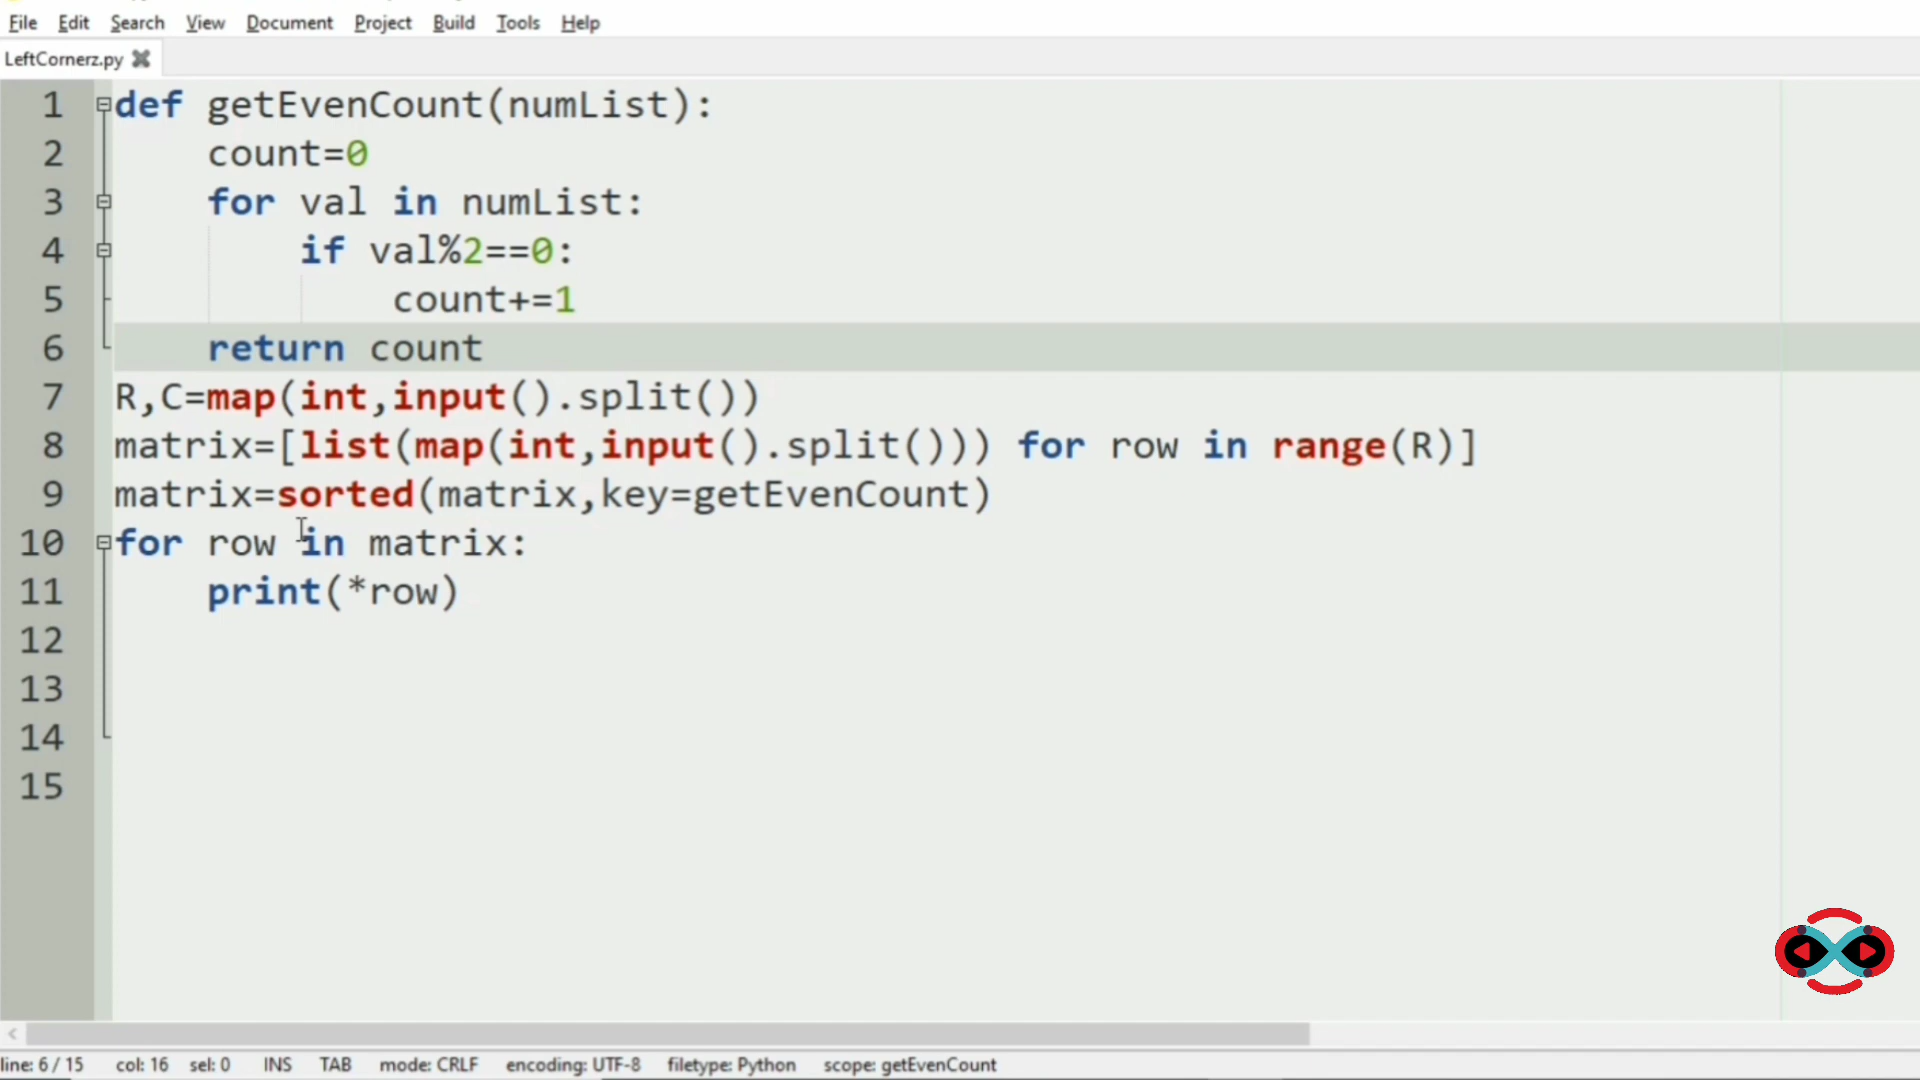 File Edit Search View Document Project Build Tools Help
LeftCornerz.py
1 def getEvenCount(numList):
2 count=0
3 for val in numList:
4 if val%2==0:
5 count+=1
6 return count
7 R,C=map(int,input().split())
8 matrix=[list(map(int,input().split())) for row in range(R)]
9 matrix=sorted(matrix,key=getEvenCount)
10 for row in matrix:
11 print(*row)
12
13
14
15
line: 6 / 15 col: 16 sel: 0 INS TAB mode: CRLF encoding: UTF-8 filetype: Python scope: getEvenCount